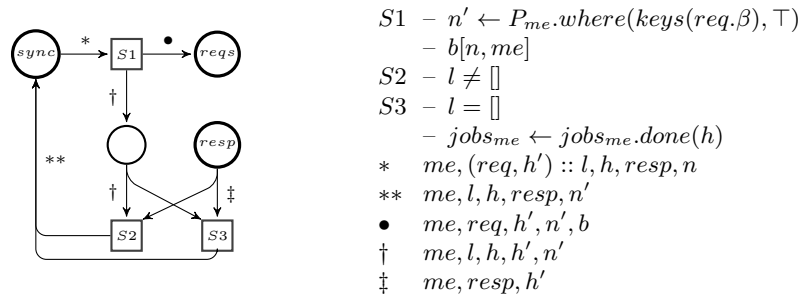 sync
*
S1
•
reqs
†
resp
**
†
‡
S2
S3
S1 – n′ ← P_me.where(keys(req.β), ⊤)
– b[n, me]
S2 – l ≠ []
S3 – l = []
– jobs_me ← jobs_me.done(h)
* me, (req, h′) :: l, h, resp, n
** me, l, h, resp, n′
• me, req, h′, n′, b
† me, l, h, h′, n′
‡ me, resp, h′